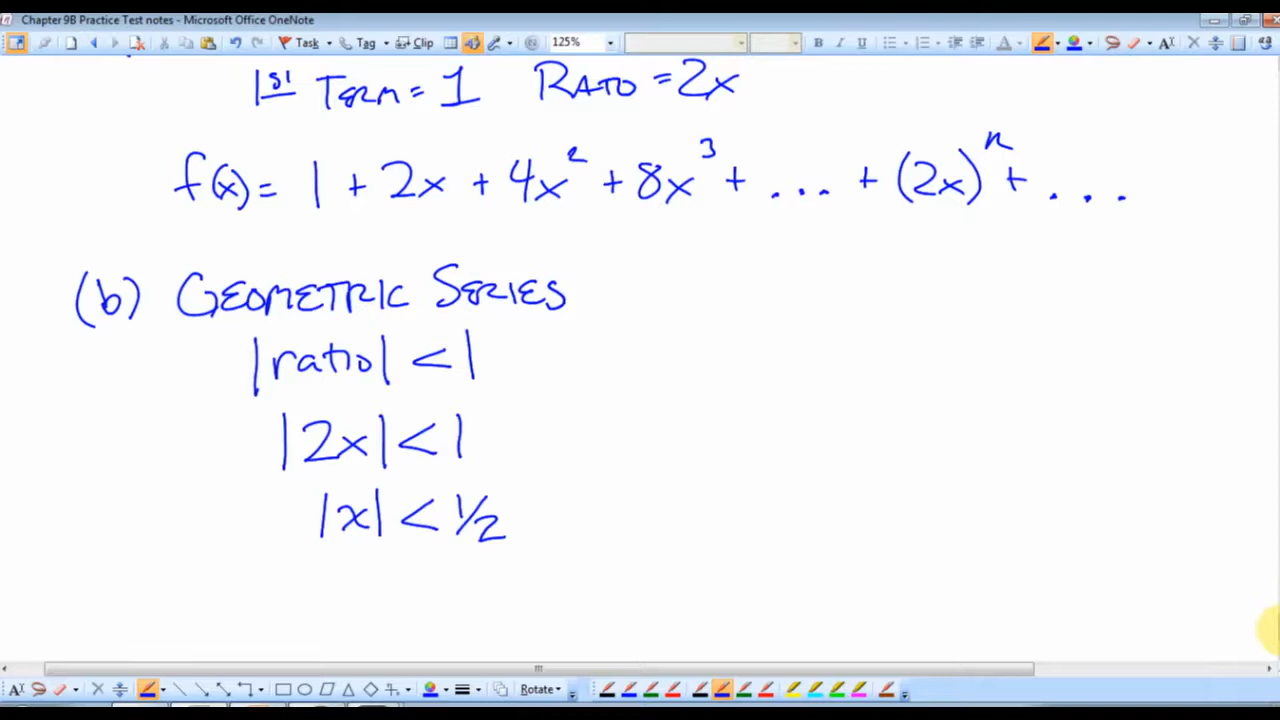 Chapter 9B Practice Test notes - Microsoft Office OneNote
Task Tag Clip 125% B I U A
1st Term = 1 Rato = 2x
f(x) = 1 + 2x + 4x² + 8x³ + ... + (2x)ⁿ + ...
(b) Geometric Series
|ratio| < 1
|2x| < 1
|x| < 1/2
Rotate